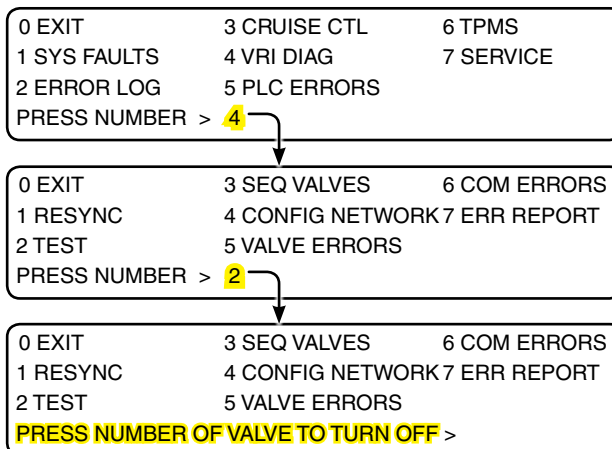 0 EXIT 3 CRUISE CTL 6 TPMS
1 SYS FAULTS 4 VRI DIAG 7 SERVICE
2 ERROR LOG 5 PLC ERRORS
PRESS NUMBER > 4
0 EXIT 3 SEQ VALVES 6 COM ERRORS
1 RESYNC 4 CONFIG NETWORK 7 ERR REPORT
2 TEST 5 VALVE ERRORS
PRESS NUMBER > 2
0 EXIT 3 SEQ VALVES 6 COM ERRORS
1 RESYNC 4 CONFIG NETWORK 7 ERR REPORT
2 TEST 5 VALVE ERRORS
PRESS NUMBER OF VALVE TO TURN OFF >